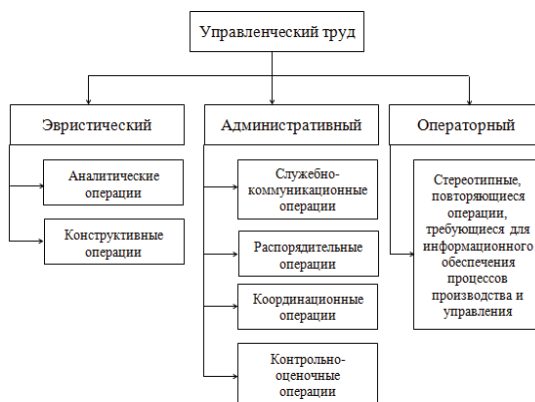 Управленческий труд
Эвристический
Административный
Операторный
Аналитические
операции
Конструктивные
операции
Служебно-
коммуникационные
операции
Распорядительные
операции
Координационные
операции
Контрольно-
оценочные операции
Стереотипные,
повторяющиеся
операции,
требующиеся для
информационного
обеспечения
процессов
производства и
управления